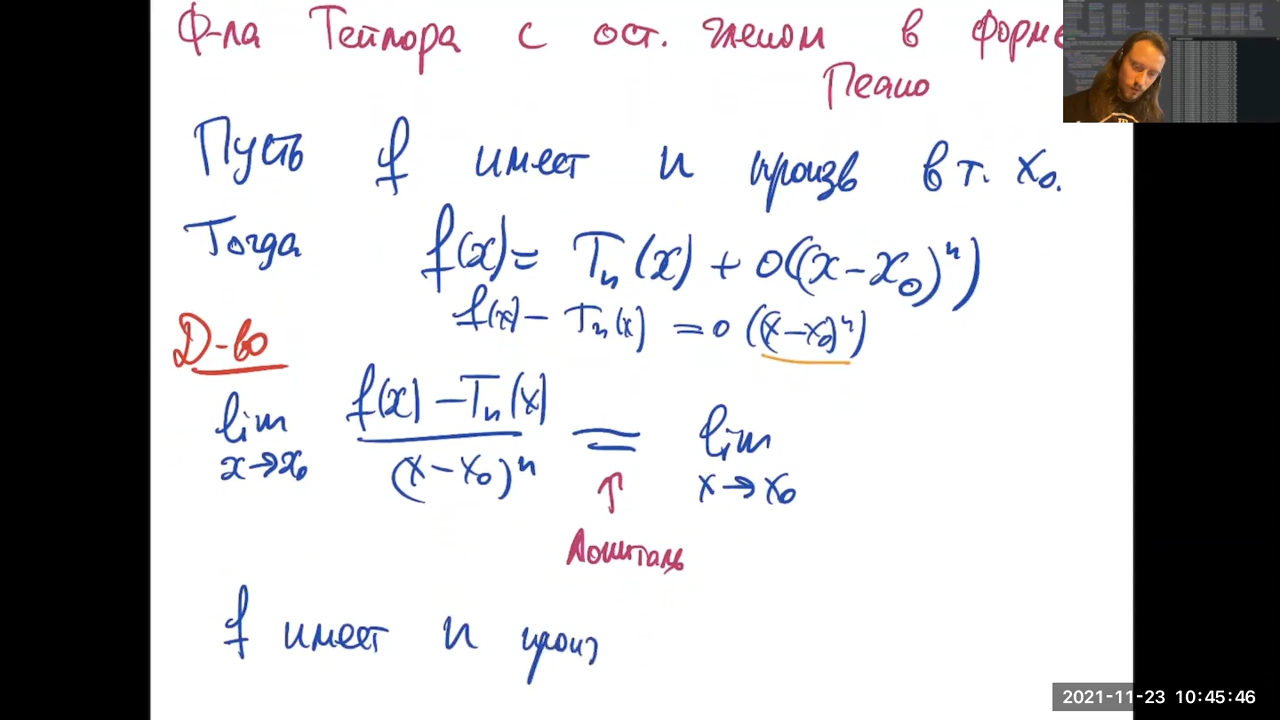 Ф-ла Тейлора с ост. членом в форме
Пеано
Пусть f имеет n произв в т. x₀.
Тогда f(x) = Tₙ(x) + o((x-x₀)ⁿ)
f(x) - Tₙ(x) = o((x-x₀)ⁿ)
Д-во
lim x→x₀ f(x) - Tₙ(x) / (x-x₀)ⁿ = lim x→x₀
↑
Лопиталь
f имеет n произ
2021-11-23 10:45:46